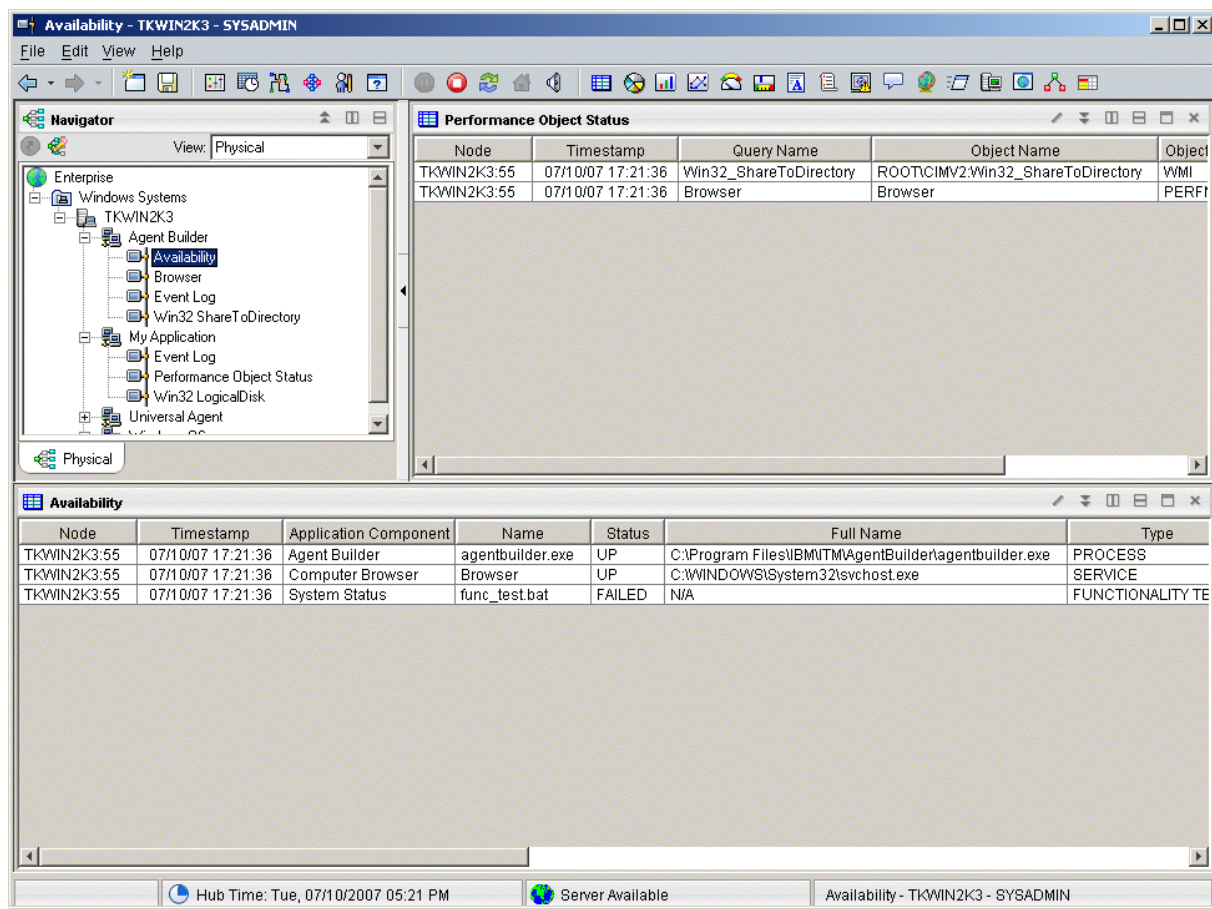 Availability - TKWIN2K3 - SYSADMIN
File Edit View Help
Navigator
View: Physical
Enterprise
Windows Systems
TKWIN2K3
Agent Builder
Availability
Browser
Event Log
Win32 ShareToDirectory
My Application
Event Log
Performance Object Status
Win32 LogicalDisk
Universal Agent
Physical
Performance Object Status
Node Timestamp Query Name Object Name Object
TKWIN2K3:55 07/10/07 17:21:36 Win32_ShareToDirectory ROOT\CIMV2:Win32_ShareToDirectory WMI
TKWIN2K3:55 07/10/07 17:21:36 Browser Browser
Availability
Node Timestamp Application Component Name Status Full Name Type
TKWIN2K3:55 07/10/07 17:21:36 Agent Builder agentbuilder.exe UP C:\Program Files\IBM\ITM\AgentBuilder\agentbuilder.exe PROCESS
TKWIN2K3:55 07/10/07 17:21:36 Computer Browser Browser UP C:\WINDOWS\System32\svchost.exe SERVICE
TKWIN2K3:55 07/10/07 17:21:36 System Status func_test.bat FAILED N/A FUNCTIONALITY TE
Hub Time: Tue, 07/10/2007 05:21 PM
Server Available
Availability - TKWIN2K3 - SYSADMIN